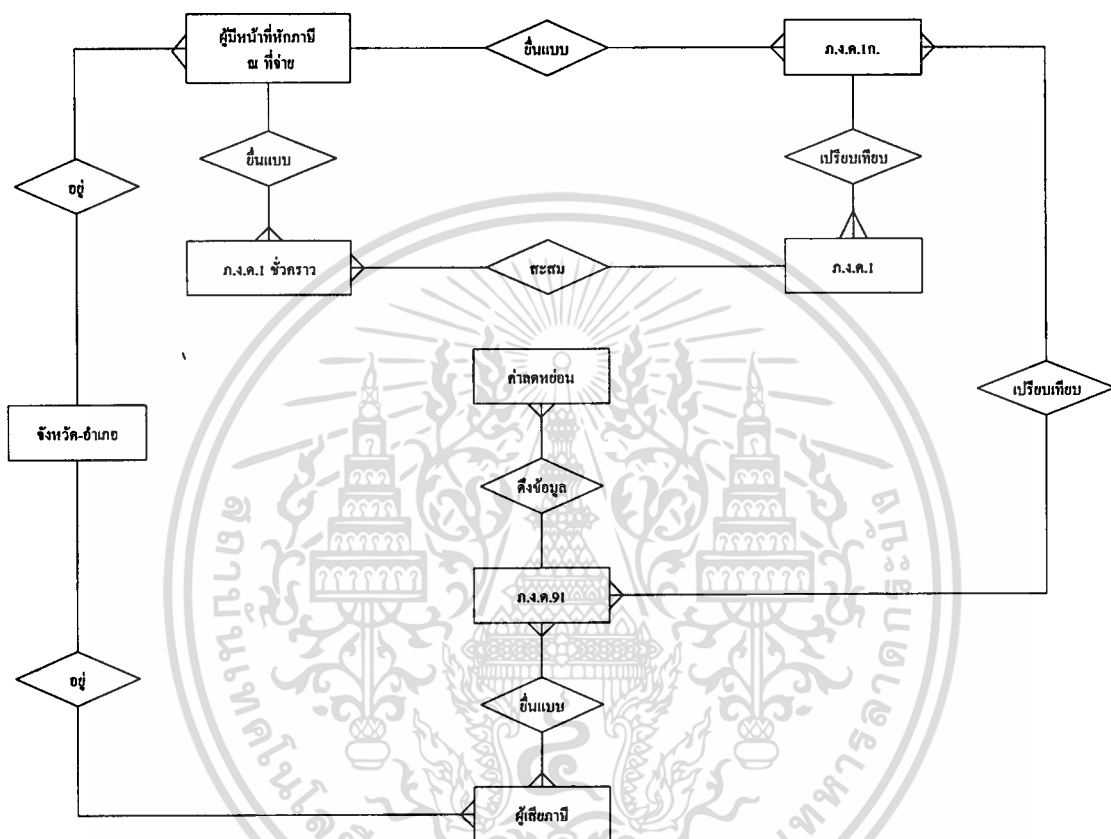 ผู้มีหน้าที่หักภาษี
ณ ที่จ่าย
ยื่นแบบ
ภ.ง.ด.1ก.
ยื่นแบบ
เปรียบเทียบ
อยู่
ภ.ง.ด.1 ชั่วคราว
สะสม
ภ.ง.ด.1
ค่าลดหย่อน
เปรียบเทียบ
จังหวัด-อำเภอ
ดึงข้อมูล
ภ.ง.ด.91
อยู่
ยื่นแบบ
ผู้เสียภาษี